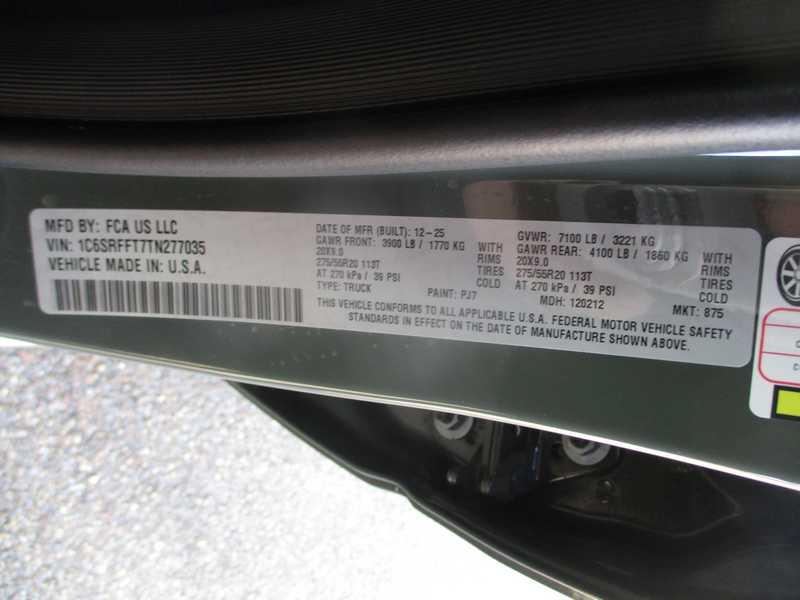 MFD BY: FCA US LLC
VIN: 1C6SRFFT7TN277035
VEHICLE MADE IN: U.S.A.
DATE OF MFR (BUILT): 12-25
GAWR FRONT: 3900 LB / 1770 KG WITH
20X9.0 RIMS
275/55R20 113T TIRES
AT 270 kPa / 39 PSI COLD
TYPE: TRUCK PAINT: PJ7
GVWR: 7100 LB / 3221 KG
GAWR REAR: 4100 LB / 1860 KG WITH
20X9.0 RIMS
275/55R20 113T TIRES
AT 270 kPa / 39 PSI COLD
MDH: 120212 MKT: 875
THIS VEHICLE CONFORMS TO ALL APPLICABLE U.S.A. FEDERAL MOTOR VEHICLE SAFETY
STANDARDS IN EFFECT ON THE DATE OF MANUFACTURE SHOWN ABOVE.